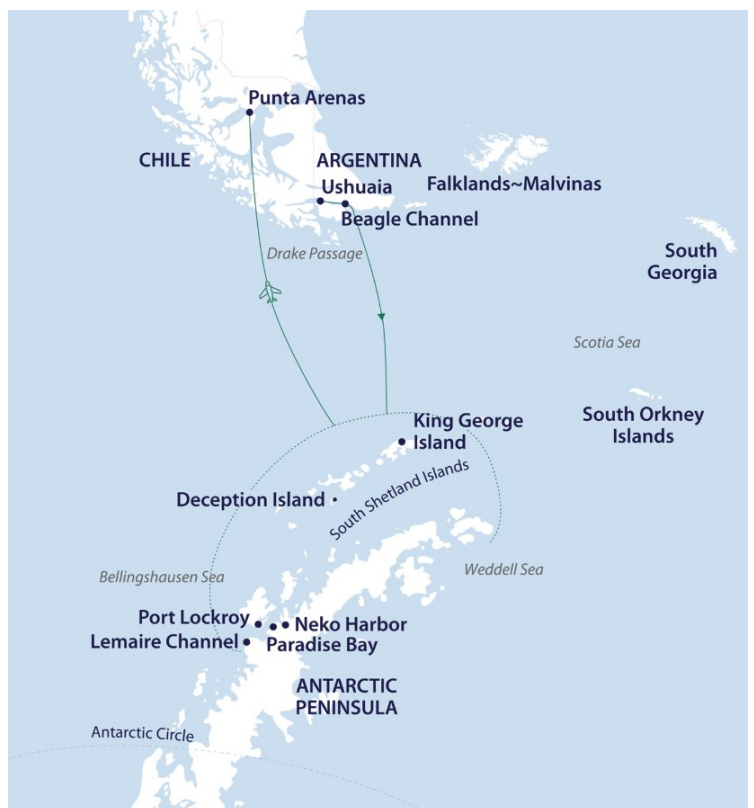 Punta Arenas
CHILE
ARGENTINA
Ushuaia
Beagle Channel
Falklands~Malvinas
Drake Passage
South
Georgia
Scotia Sea
King George
Island
South Orkney
Islands
Deception Island
South Shetland Islands
Bellingshausen Sea
Weddell Sea
Port Lockroy
Neko Harbor
Lemaire Channel
Paradise Bay
ANTARCTIC
PENINSULA
Antarctic Circle